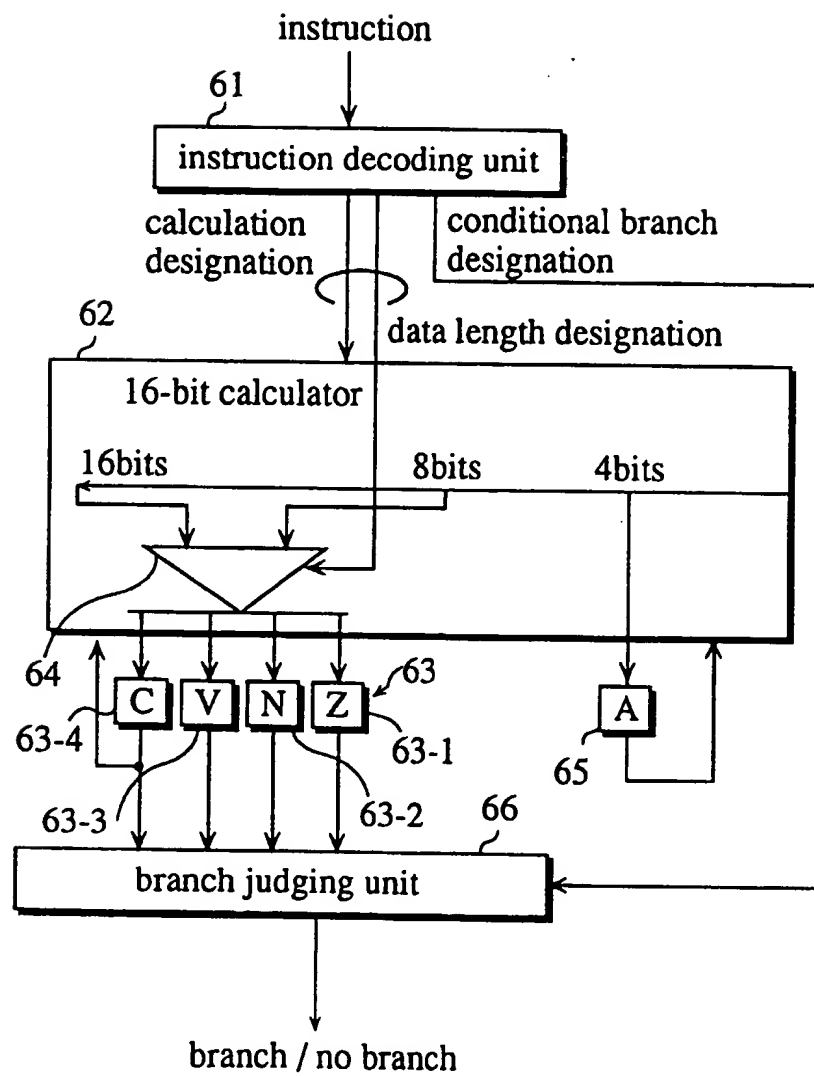 instruction
61
instruction decoding unit
calculation
designation
conditional branch
designation
data length designation
62
16-bit calculator
16bits
8bits
4bits
64
C
V
N
Z
63
A
63-4
63-1
65
63-3
63-2
66
branch judging unit
branch / no branch